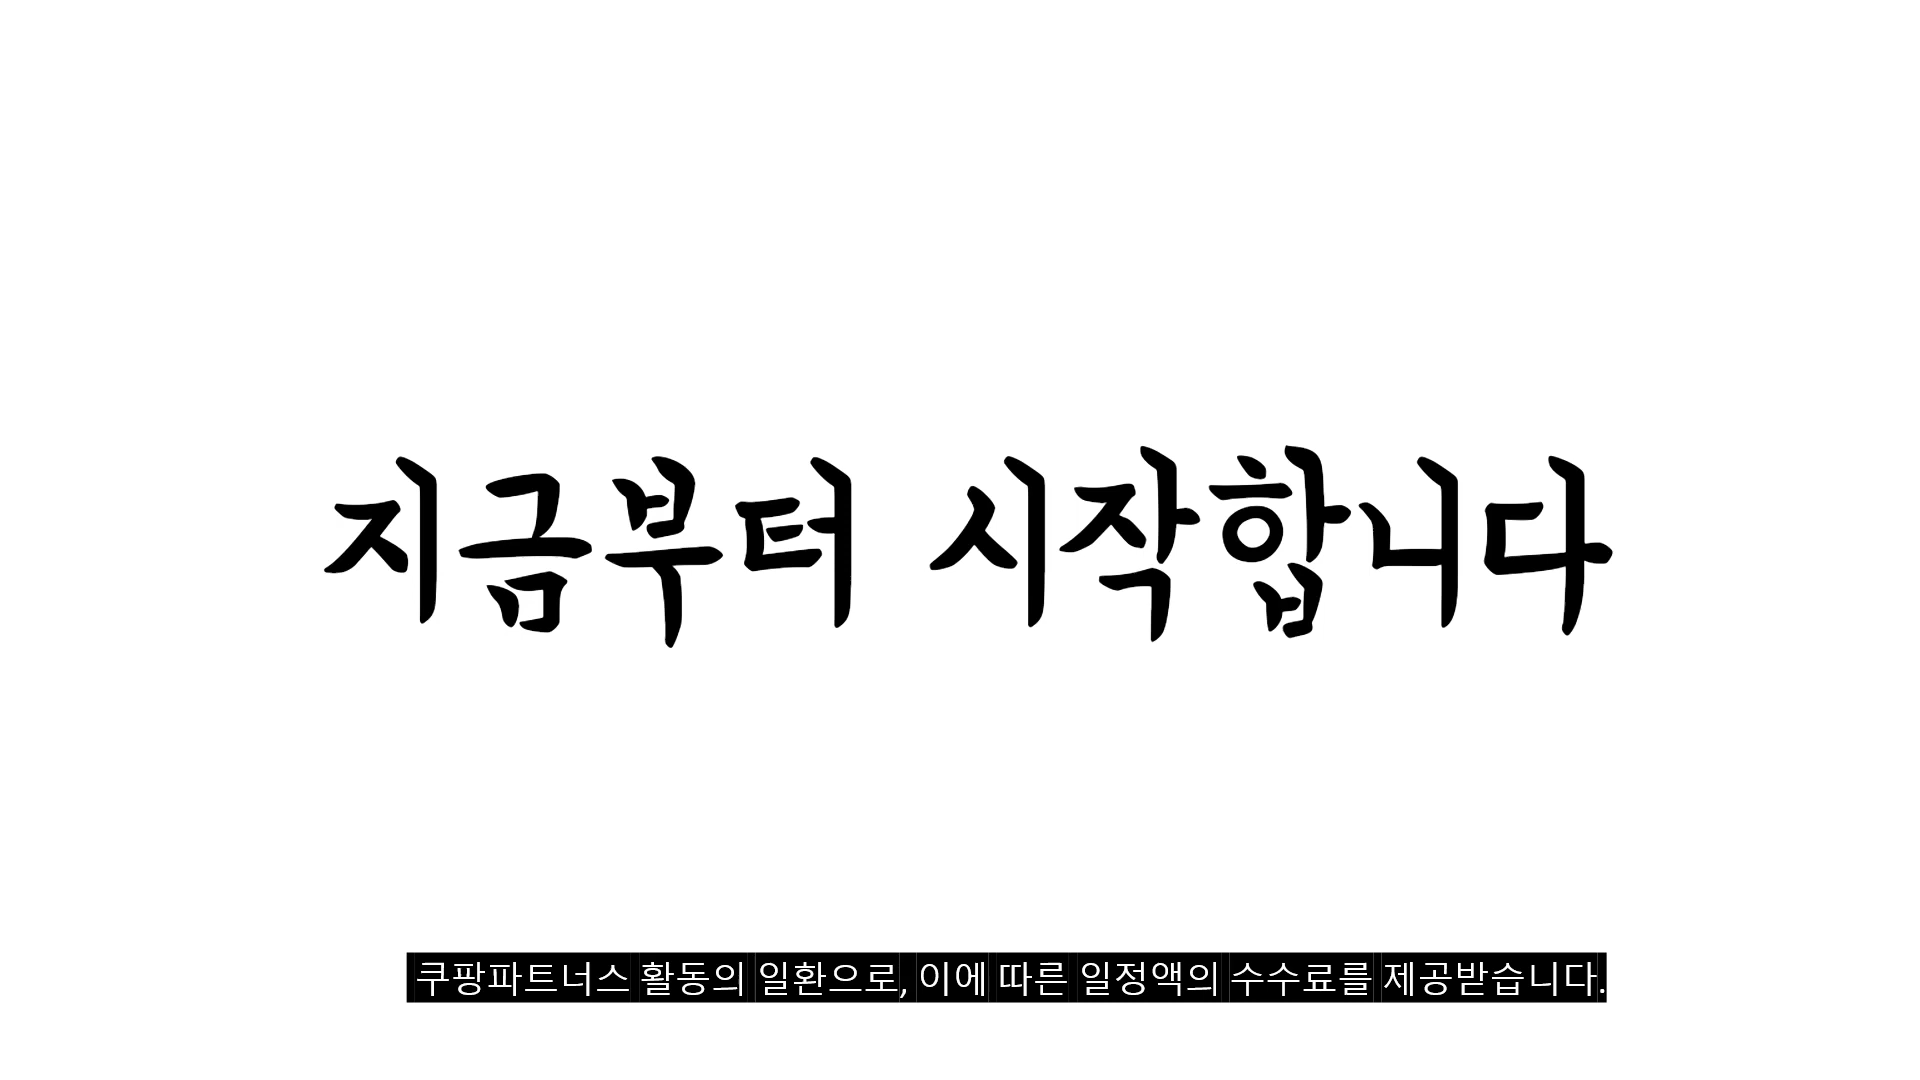 지금부터 시작합니다
쿠팡파트너스 활동의 일환으로, 이에 따른 일정액의 수수료를 제공받습니다.